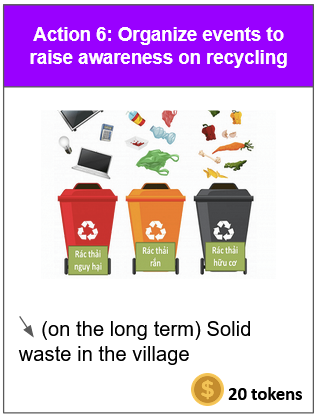 Action 6: Organize events to
raise awareness on recycling
Rác thải
nguy hại
Rác thải
rắn
Rác thải
hữu cơ
(on the long term) Solid
waste in the village
$ 20 tokens